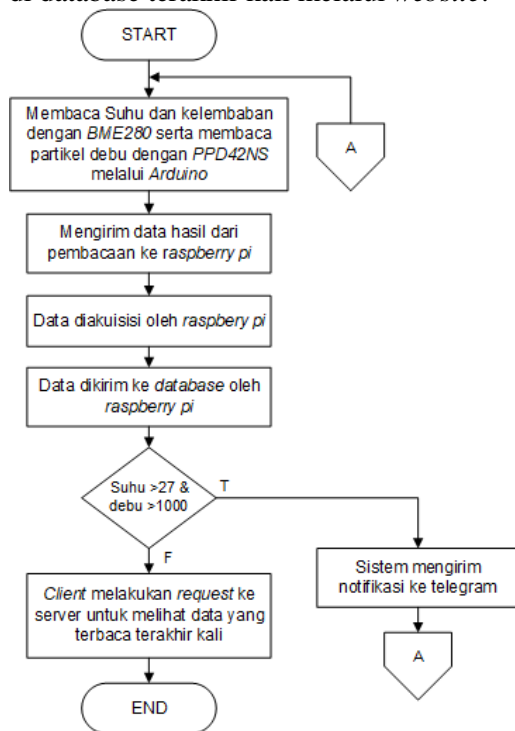 di database terakhir kali melalui website.
START
Membaca Suhu dan kelembaban
dengan BME280 serta membaca
partikel debu dengan PPD42NS
melalui Arduino
A
Mengirim data hasil dari
pembacaan ke raspberry pi
Data diakuisisi oleh raspbery pi
Data dikirim ke database oleh
raspberry pi
Suhu >27 &
debu >1000
T
F
Client melakukan request ke
server untuk melihat data yang
terbaca terakhir kali
Sistem mengirim
notifikasi ke telegram
A
END